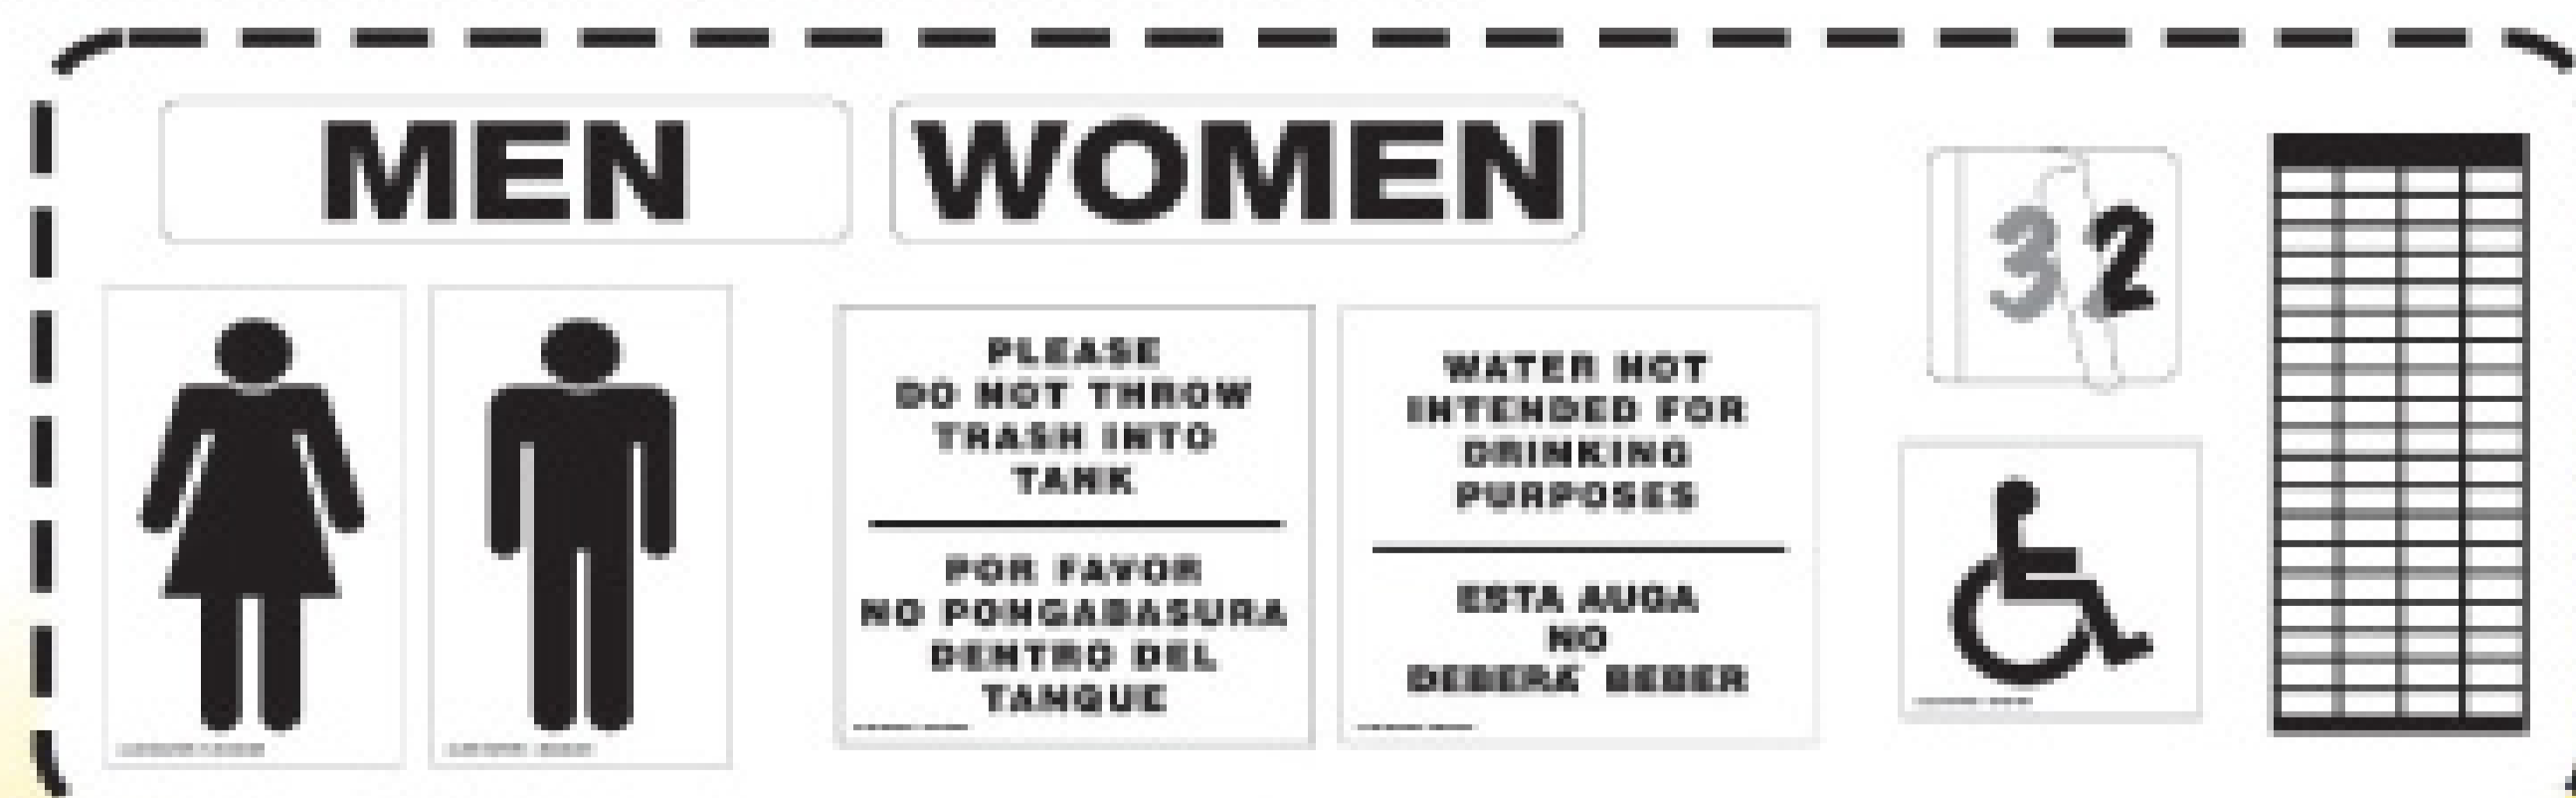 MEN
WOMEN
32
PLEASE
DO NOT THROW
TRASH INTO
TANK
POR FAVOR
NO PONGABASURA
DENTRO DEL
TANQUE
WATER NOT
INTENDED FOR
DRINKING
PURPOSES
ESTA AUGA
NO
DEBERÁ BEBER